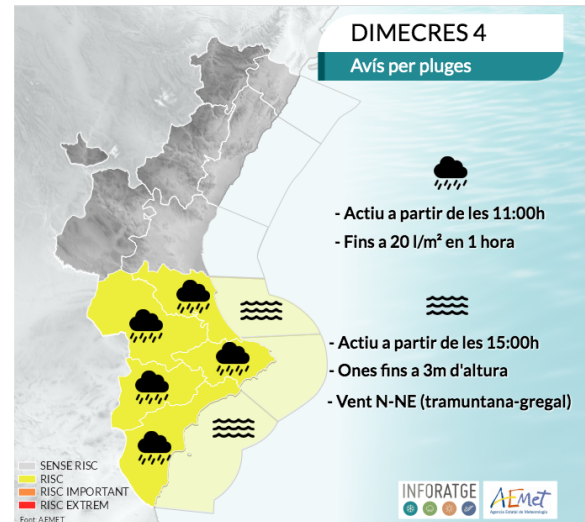 DIMECRES 4
Avís per pluges
- Actiu a partir de les 11:00h
- Fins a 20 l/m² en 1 hora
- Actiu a partir de les 15:00h
- Ones fins a 3m d'altura
- Vent N-NE (tramuntana-gregal)
SENSE RISC
RISC
RISC IMPORTANT
RISC EXTREM
Font: AEMET
INFORATGE
AEMet
Agencia Estatal de Meteorología